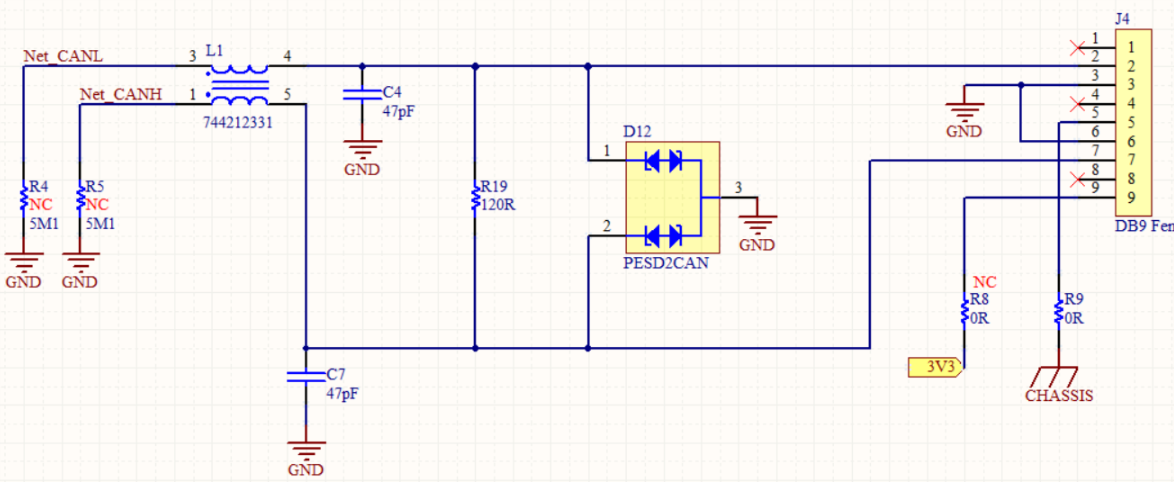 J4
L1
Net_CANL
3
4
Net_CANH
1
5
744212331
C4
47pF
GND
R4
NC
5M1
GND
R5
NC
5M1
GND
R19
120R
D12
1
2
3
PESD2CAN
GND
GND
1 1
2 2
3 3
4 4
5 5
6 6
7 7
8 8
9 9
DB9 Fen
NC
R8
0R
3V3
R9
0R
CHASSIS
C7
47pF
GND